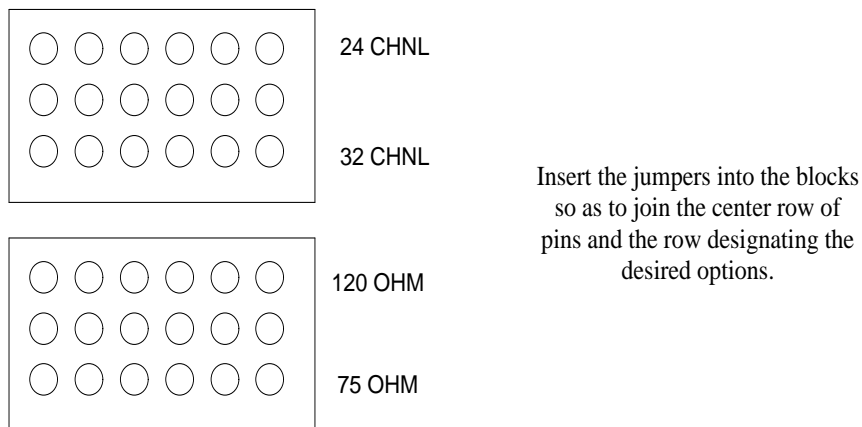 24 CHNL
32 CHNL
Insert the jumpers into the blocks
so as to join the center row of
pins and the row designating the
desired options.
120 OHM
75 OHM